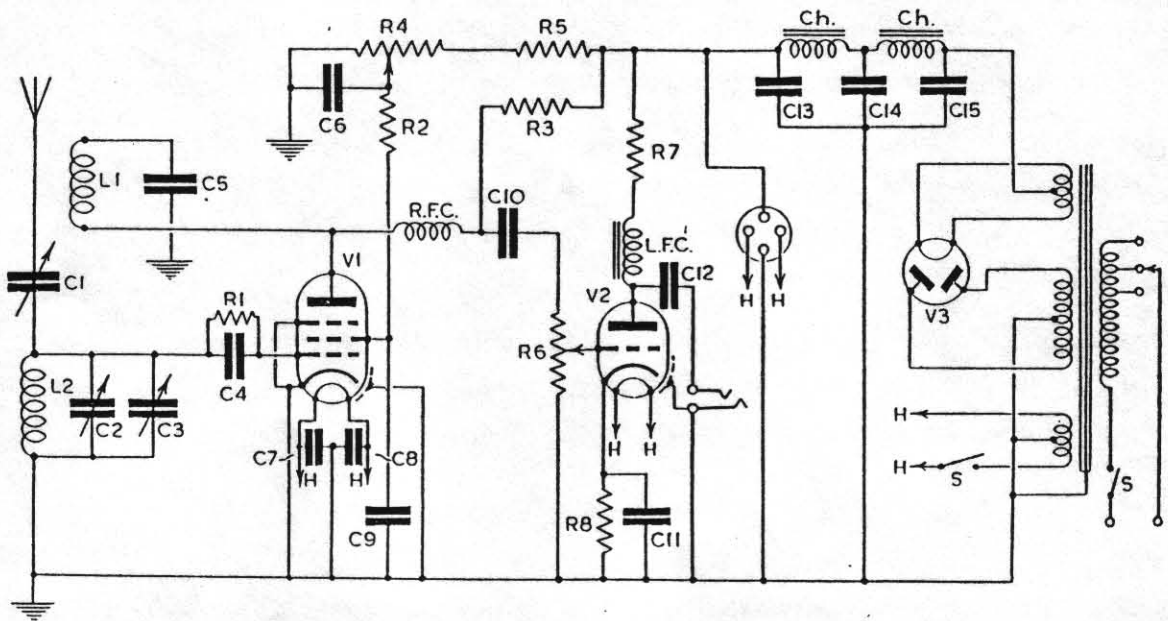 Ch. Ch.
R4 R5
C6 R2 R3 C13 C14 C15
R7
L1 C5
R.F.C. C10
L.F.C.
C12
V1 V2
C1 H H V3
R1 R6
L2 C4
C2 C3
C7 H H C8 H H
H
H S S
C9 R8 C11